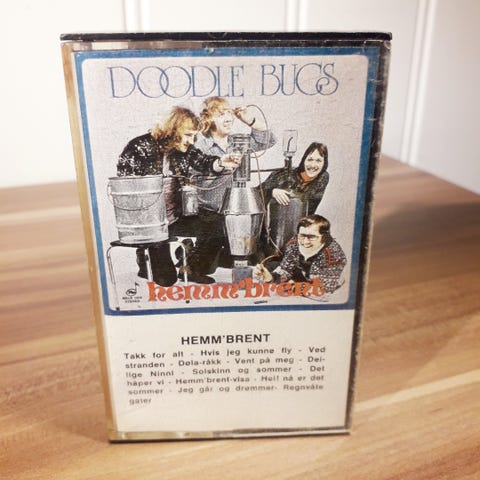 DOODLE BUGS
hemm'brent
STEREO
HEMM'BRENT
Takk for alt - Hvis jeg kunne fly - Ved
stranden - Døla-råkk - Vent på meg - Dei-
lige Ninni - Solskinn og sommer - Det
håper vi - Hemm'brent-visa - Hei! nå er det
sommer - Jeg går og drømmer- Regnvåte
gater